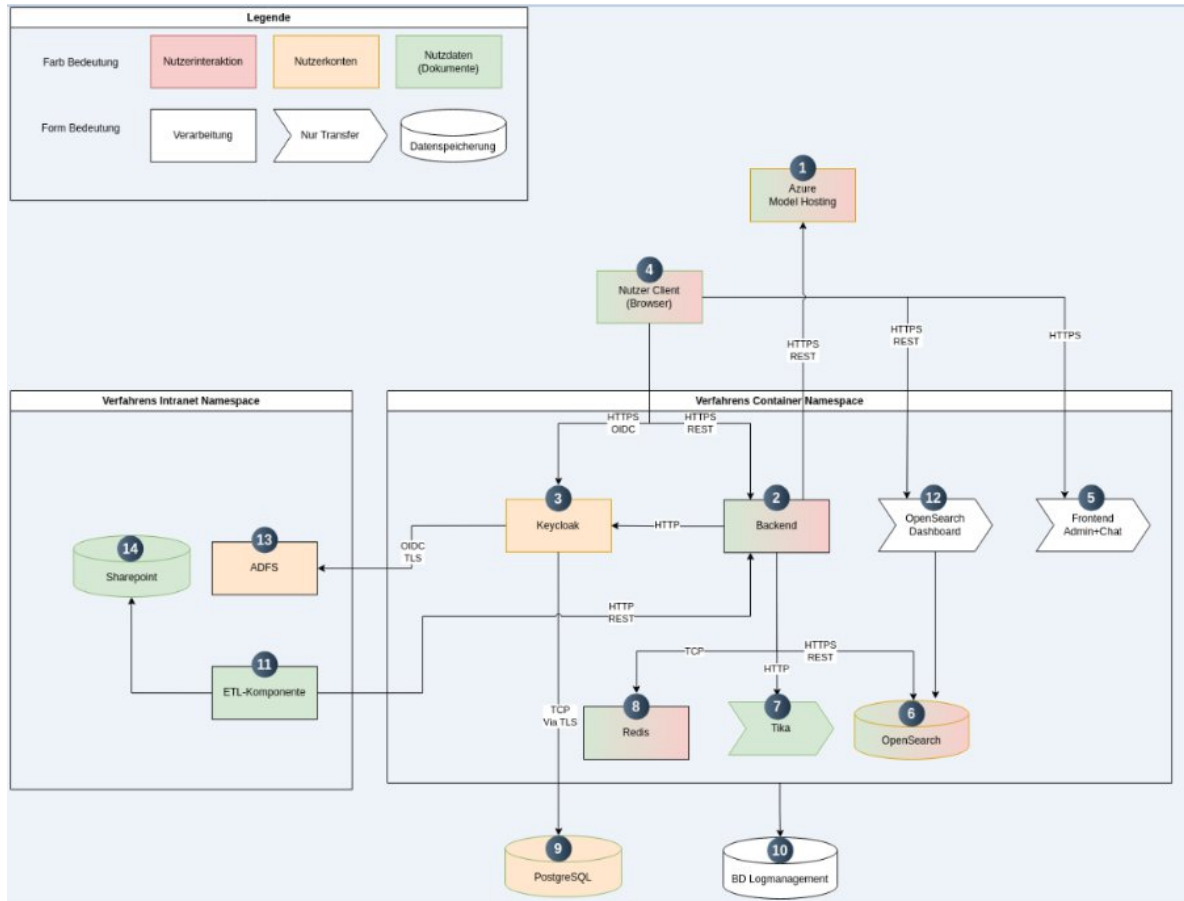 Legende
Farb Bedeutung
Nutzerinteraktion
Nutzerkonten
Nutzdaten
(Dokumente)
Form Bedeutung
Verarbeitung
Nur Transfer
Datenspeicherung
1
Azure
Model Hosting
4
Nutzer Client
(Browser)
HTTPS
REST
HTTPS
REST
HTTPS
Verfahrens Intranet Namespace
Verfahrens Container Namespace
HTTPS
OIDC
HTTPS
REST
3
Keycloak
HTTP
2
Backend
12
OpenSearch
Dashboard
5
Frontend
Admin+Chat
14
Sharepoint
13
ADFS
OIDC
TLS
HTTP
REST
11
ETL-Komponente
TCP
HTTP
HTTPS
REST
TCP
Via TLS
8
Redis
7
Tika
6
OpenSearch
9
PostgreSQL
10
BD Logmanagement